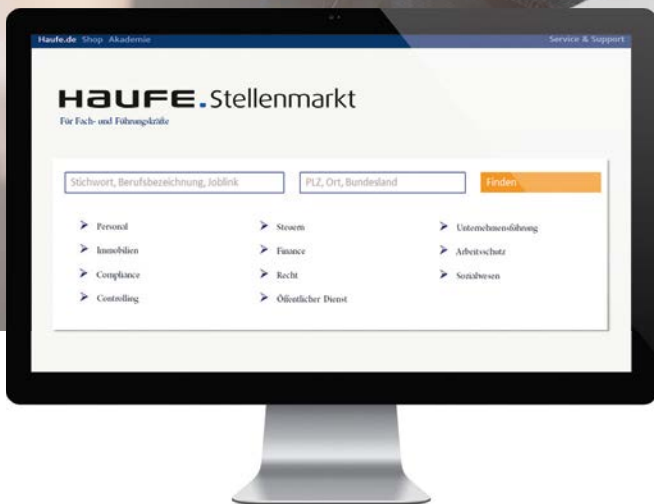 Haufe.de Shop Akademie Service & Support
HAUFE.Stellenmarkt
Für Fach- und Führungskräfte
Stichwort, Berufsbezeichnung, Joblink PLZ, Ort, Bundesland Finden
Personal Steuern Unternehmensführung
Immobilien Finance Arbeitsschutz
Compliance Recht Sozialwesen
Controlling Öffentlicher Dienst